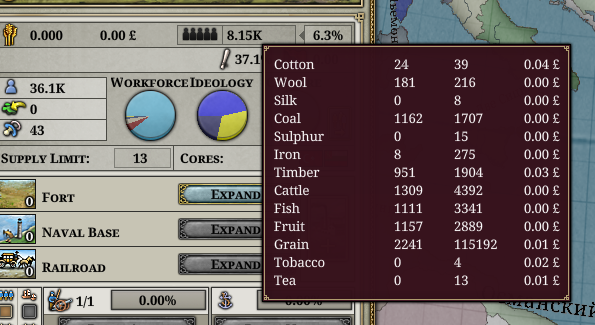 0.000 0.00 £ 8.15K 6.3%
37.1
36.1K
0
43
WORKFORCE IDEOLOGY
SUPPLY LIMIT: 13 CORES:
0 FORT EXPAND
0 NAVAL BASE EXPAND
0 RAILROAD EXPAND
1/1 0.00% 0.00%
Cotton 24 39 0.04 £
Wool 181 216 0.00 £
Silk 0 8 0.00 £
Coal 1162 1707 0.00 £
Sulphur 0 15 0.00 £
Iron 8 275 0.00 £
Timber 951 1904 0.03 £
Cattle 1309 4392 0.00 £
Fish 1111 3341 0.00 £
Fruit 1157 2889 0.00 £
Grain 2241 115192 0.01 £
Tobacco 0 4 0.02 £
Tea 0 13 0.01 £